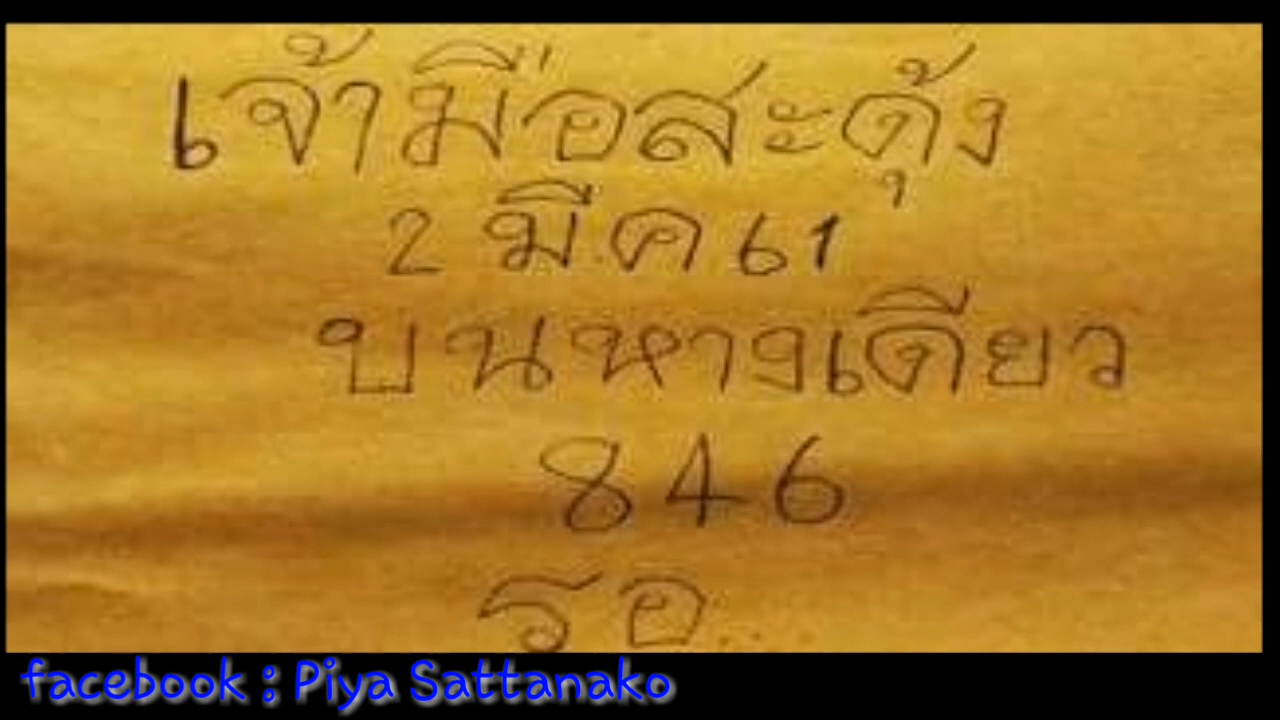 เจ้ามือสะดุ้ง
2 มีค 61
บนหางเดียว
846
รอ...
facebook : Piya Sattanako